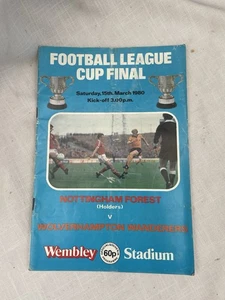 FOOTBALL LEAGUE
CUP FINAL
Saturday, 15th March 1980
Kick-off 3.00p.m.
NOTTINGHAM FOREST
(Holders)
V
WOLVERHAMPTON WANDERERS
Wembley
60p
Stadium